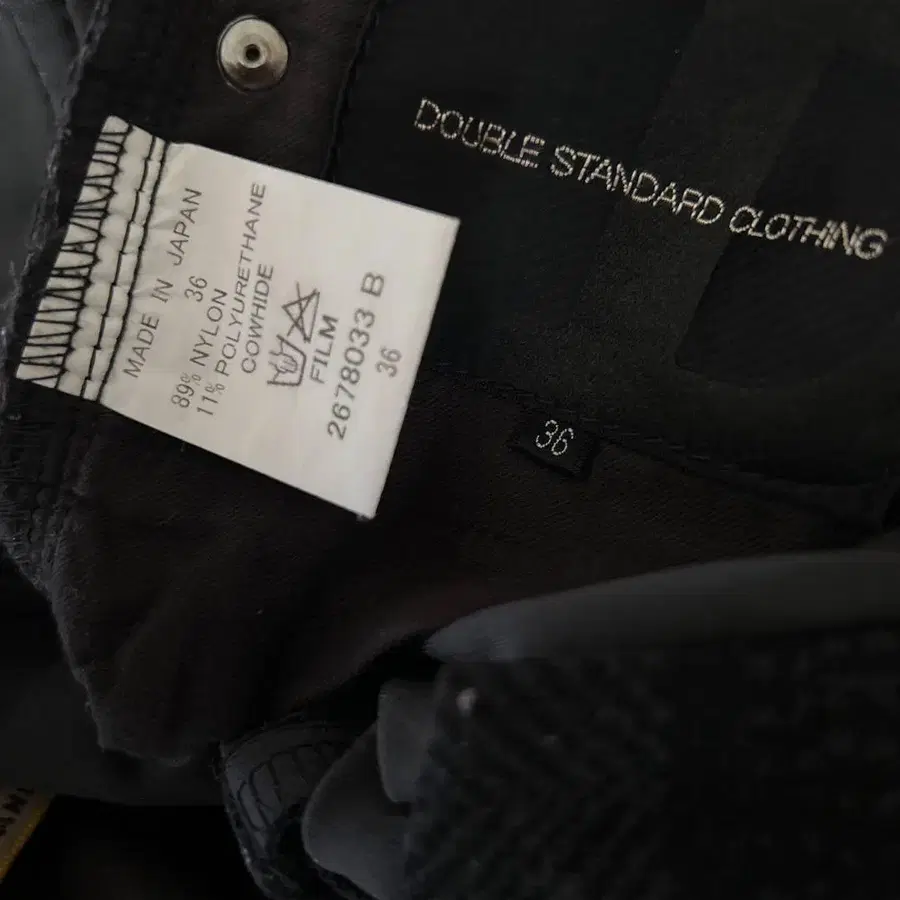 DOUBLE STANDARD CLOTHING
36
MADE IN JAPAN
36
89% NYLON
11% POLYURETHANE
COWHIDE
FILM
2678033 B
36